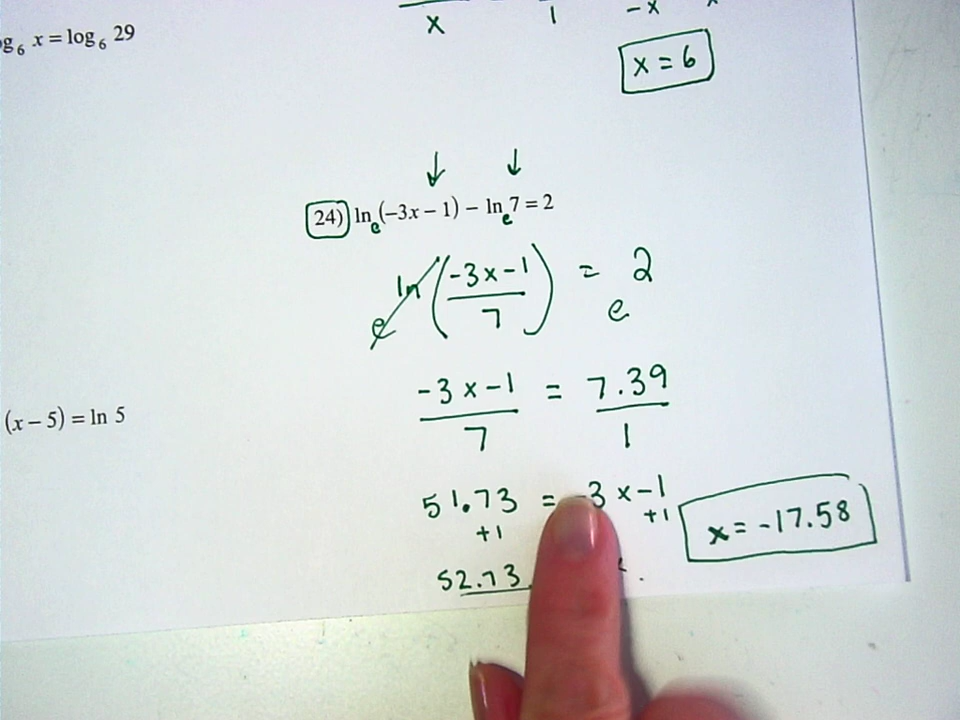 log₆ x = log₆ 29
x 1 -x
x = 6
↓ ↓
24) lnₑ(-3x - 1) - lnₑ7 = 2
ln(-3x-1 / 7) = 2
e e
-3x-1 / 7 = 7.39 / 1
(x - 5) = ln 5
51.73 = -3x-1
+1 +1
x = -17.58
52.73